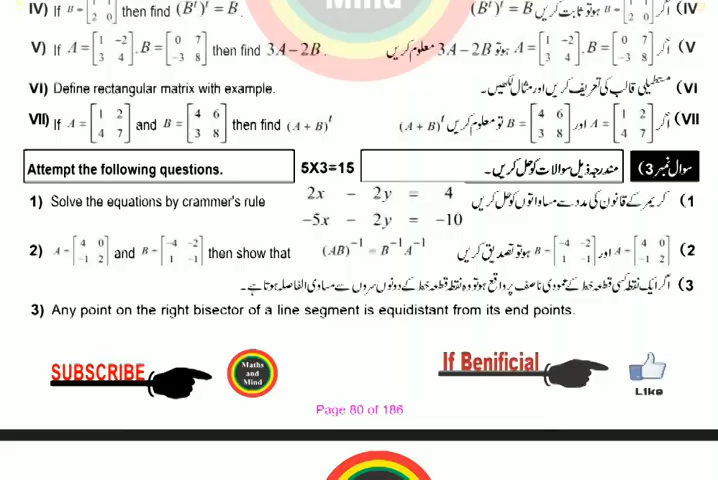 IV) If B = [1 1; 2 0] then find (Bᵗ)ᵗ = B. (Bᵗ)ᵗ = B اگر B = [1 1; 2 0] ہو تو ثابت کریں (IV
V) If A = [1 -2; 3 4] , B = [0 7; -3 8] then find 3A – 2B . اگر A = [1 -2; 3 4] , B = [0 7; -3 8] ہو تو 3A – 2B معلوم کریں (V
VI) Define rectangular matrix with example. مستطیلی قالب کی تعریف کریں اور مثال لکھیں۔ (VI
VII) If A = [1 2; 4 7] and B = [4 6; 3 8] then find (A + B)ᵗ اگر A = [1 2; 4 7] اور B = [4 6; 3 8] تو معلوم کریں (A + B)ᵗ (VII
Attempt the following questions. 5X3=15 مندرجہ ذیل سوالات کو حل کریں۔ سوال نمبر 3)
1) Solve the equations by cramer's rule 2x – 2y = 4 کریمر کے قانون کی مدد سے مساواتوں کو حل کریں (1
–5x – 2y = –10
2) A = [4 0; -1 2] and B = [-4 -2; 1 -1] then show that (AB)⁻¹ = B⁻¹A⁻¹ اگر A = [4 0; -1 2] اور B = [-4 -2; 1 -1] ہو تو تصدیق کریں (2
3) اگر ایک نقطہ کسی قطعہ خط کے عمودی ناصف پر واقع ہو تو وہ نقطہ قطعہ خط کے دونوں سروں سے مساوی الفاصلہ ہوتا ہے۔
3) Any point on the right bisector of a line segment is equidistant from its end points.
SUBSCRIBE
Maths
and
Mind
If Benificial
Like
Page 80 of 186
Mind